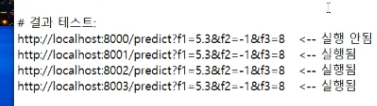 # 결과 테스트:
http://localhost:8000/predict?f1=5.3&f2=-1&f3=8 <-- 실행 안됨
http://localhost:8001/predict?f1=5.3&f2=-1&f3=8 <-- 실행됨
http://localhost:8002/predict?f1=5.3&f2=-1&f3=8 <-- 실행됨
http://localhost:8003/predict?f1=5.3&f2=-1&f3=8 <-- 실행됨